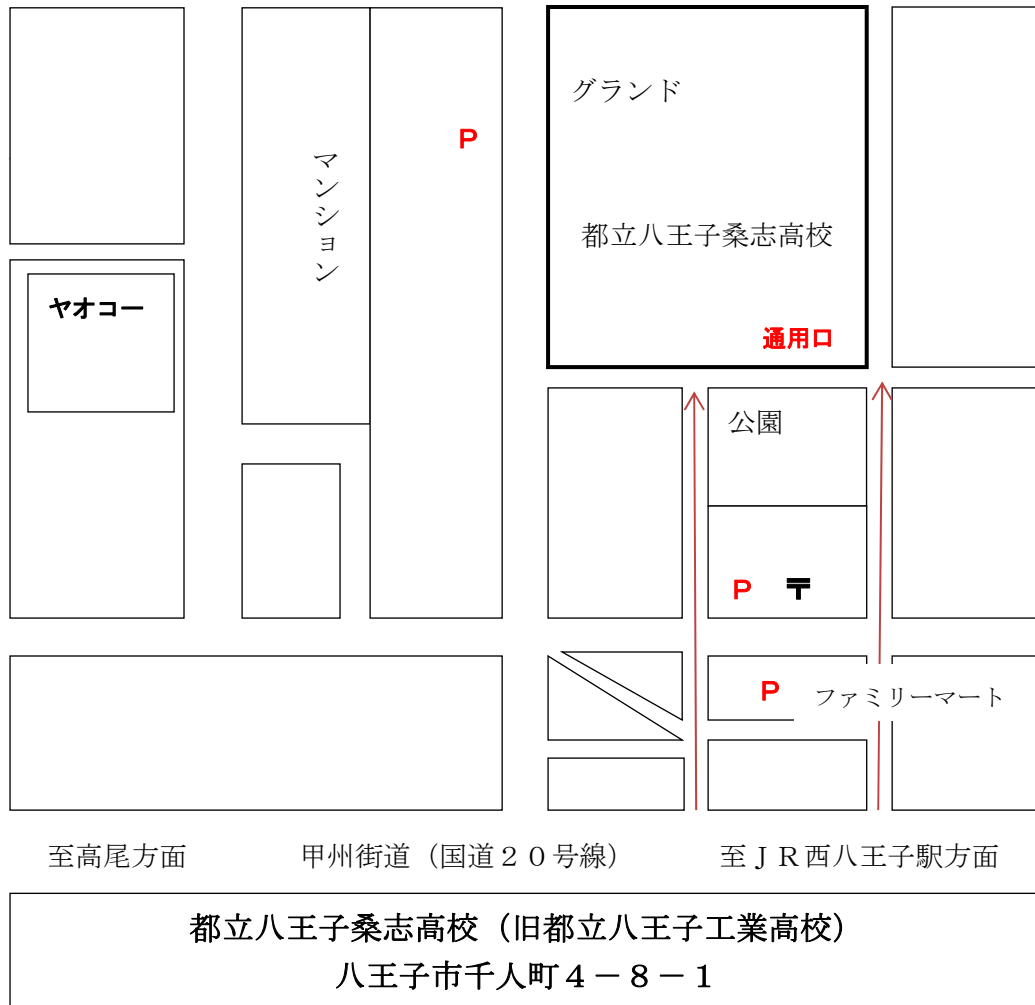 グランド
P
マンション
都立八王子桑志高校
ヤオコー
通用口
公園
P 〒
P
ファミリーマート
至高尾方面 甲州街道（国道２０号線） 至ＪＲ西八王子駅方面
都立八王子桑志高校（旧都立八王子工業高校）
八王子市千人町４－８－１